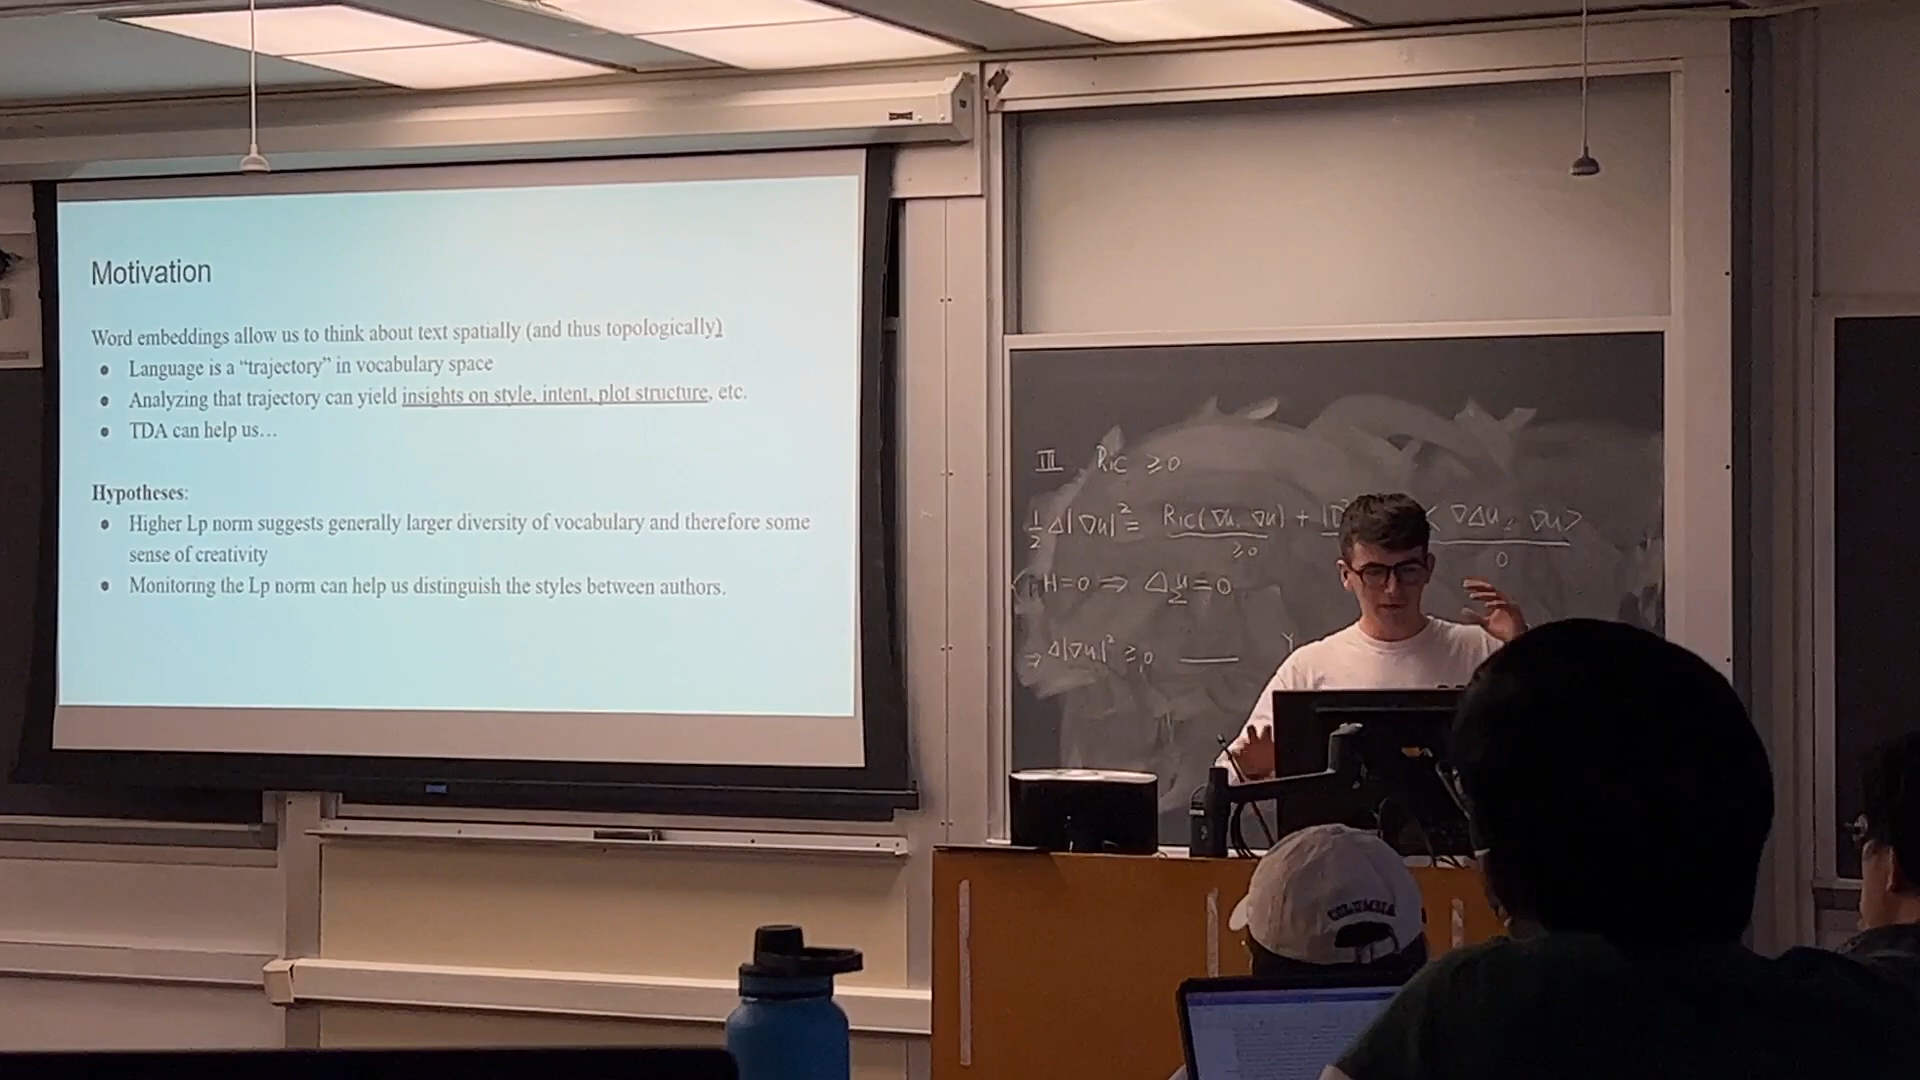 Motivation
Word embeddings allow us to think about text spatially (and thus topologically)
● Language is a “trajectory” in vocabulary space
● Analyzing that trajectory can yield insights on style, intent, plot structure, etc.
● TDA can help us…
Hypotheses:
● Higher Lp norm suggests generally larger diversity of vocabulary and therefore some
sense of creativity
● Monitoring the Lp norm can help us distinguish the styles between authors.
III Ric ≥0
½Δ|∇u|² = Ric(∇u, ∇u) + |D ⟨∇Δu, ∇u⟩
≥0 0
H=0 ⇒ Δ_Σ u=0
⇒ Δ|∇u|² ≥0
COLUMBIA